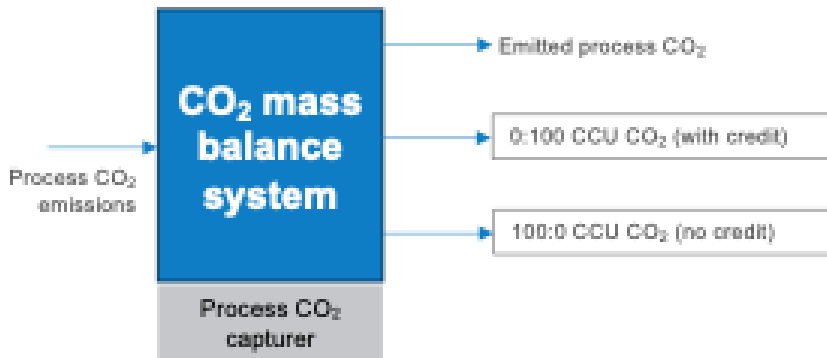 Emitted process CO₂
CO₂ mass
balance
system
0:100 CCU CO₂ (with credit)
Process CO₂
emissions
100:0 CCU CO₂ (no credit)
Process CO₂
capturer